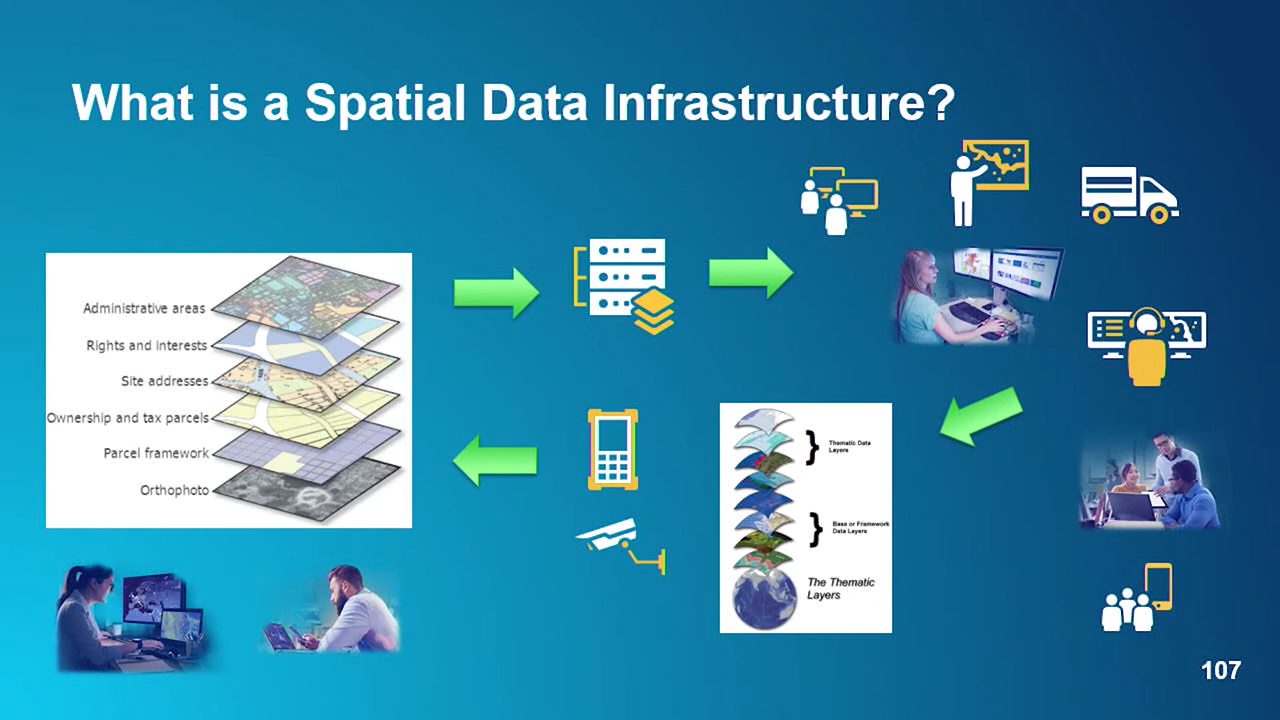 What is a Spatial Data Infrastructure?
Administrative areas
Rights and interests
Site addresses
Ownership and tax parcels
Parcel framework
Orthophoto
Thematic Data
Layers
Base or Framework
Data Layers
The Thematic
Layers
107